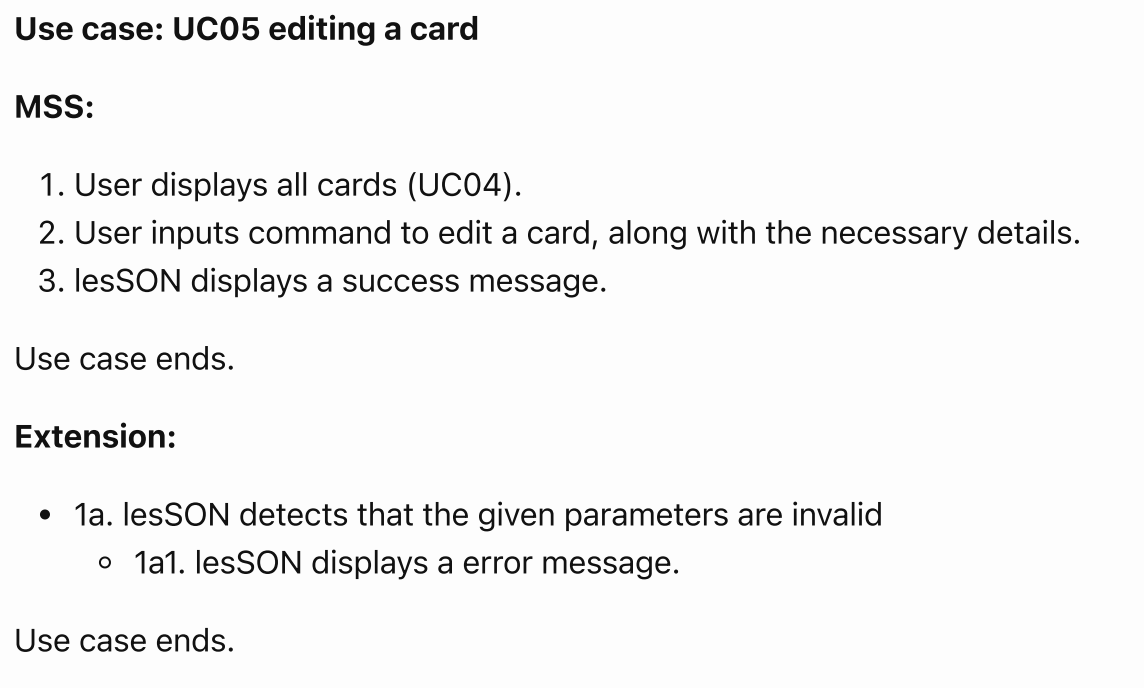 Use case: UC05 editing a card
MSS:
1. User displays all cards (UC04).
2. User inputs command to edit a card, along with the necessary details.
3. lesSON displays a success message.
Use case ends.
Extension:
• 1a. lesSON detects that the given parameters are invalid
◦ 1a1. lesSON displays a error message.
Use case ends.